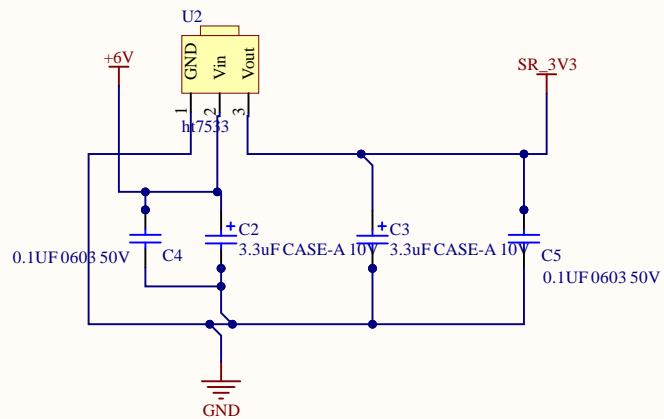 U2
+6V
GND
Vin
Vout
SR_3V3
1
2
3
ht7533
C2
C3
3.3uF CASE-A 10V
3.3uF CASE-A 10V
0.1UF 0603 50V
C4
C5
0.1UF 0603 50V
GND